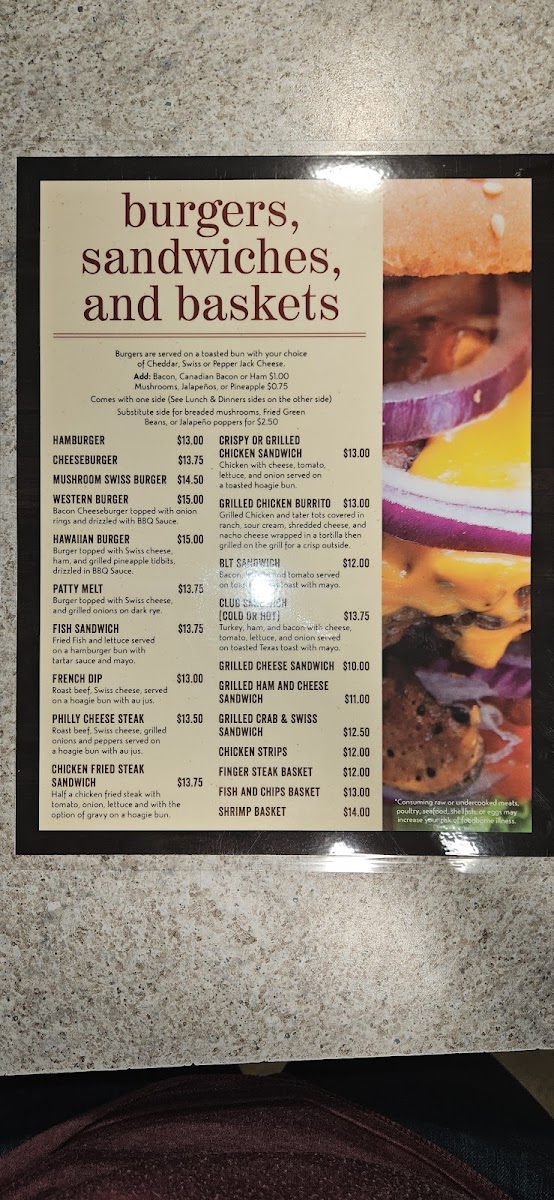 burgers,
sandwiches,
and baskets
Burgers are served on a toasted bun with your choice
of Cheddar, Swiss or Pepper Jack Cheese.
Add: Bacon, Canadian Bacon or Ham $1.00
Mushrooms, Jalapeños, or Pineapple $0.75
Comes with one side (See Lunch & Dinners sides on the other side)
Substitute side for breaded mushrooms, Fried Green
Beans, or Jalapeño poppers for $2.50
HAMBURGER $13.00
CHEESEBURGER $13.75
MUSHROOM SWISS BURGER $14.50
WESTERN BURGER $15.00
Bacon Cheeseburger topped with onion
rings and drizzled with BBQ Sauce.
HAWAIIAN BURGER $15.00
Burger topped with Swiss cheese,
ham, and grilled pineapple tidbits,
drizzled in BBQ Sauce.
PATTY MELT $13.75
Burger topped with Swiss cheese,
and grilled onions on dark rye.
FISH SANDWICH $13.75
Fried Fish and lettuce served
on a hamburger bun with
tartar sauce and mayo.
FRENCH DIP $13.00
Roast beef, Swiss cheese, served
on a hoagie bun with au jus.
PHILLY CHEESE STEAK $13.50
Roast beef, Swiss cheese, grilled
onions and peppers served on
a hoagie bun with au jus.
CHICKEN FRIED STEAK
SANDWICH $13.75
Half a chicken fried steak with
tomato, onion, lettuce and with the
option of gravy on a hoagie bun.
CRISPY OR GRILLED
CHICKEN SANDWICH $13.00
Chicken with cheese, tomato,
lettuce, and onion served on
a toasted hoagie bun.
GRILLED CHICKEN BURRITO $13.00
Grilled Chicken and tater tots covered in
ranch, sour cream, shredded cheese, and
nacho cheese wrapped in a tortilla then
grilled on the grill for a crisp outside.
BLT SANDWICH $12.00
Bacon, and tomato served
on toast with mayo.
CLUB SANDWICH
(COLD OR HOT) $13.75
Turkey, ham, and bacon with cheese,
tomato, lettuce, and onion served
on toasted Texas toast with mayo.
GRILLED CHEESE SANDWICH $10.00
GRILLED HAM AND CHEESE
SANDWICH $11.00
GRILLED CRAB & SWISS
SANDWICH $12.50
CHICKEN STRIPS $12.00
FINGER STEAK BASKET $12.00
FISH AND CHIPS BASKET $13.00
SHRIMP BASKET $14.00
*Consuming raw or undercooked meats,
poultry, seafood, shellfish, or eggs may
increase your risk of foodborne illness.